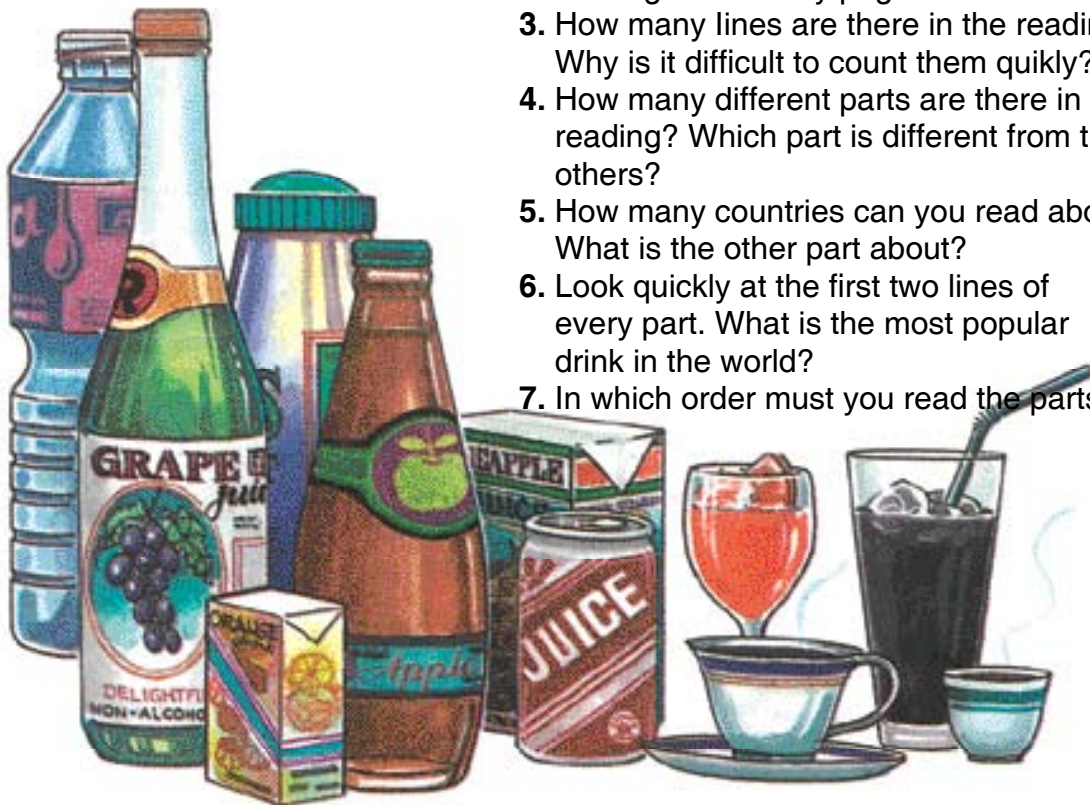 3. How many lines are there in the readin
Why is it difficult to count them quikly?
4. How many different parts are there in
reading? Which part is different from t
others?
5. How many countries can you read abo
What is the other part about?
6. Look quickly at the first two lines of
every part. What is the most popular
drink in the world?
7. In which order must you read the parts
GRAPE
juic
DELIGHTF
NON-ALCOHO
ORANGE
Apple
EAPPLE
JUICE
JUICE